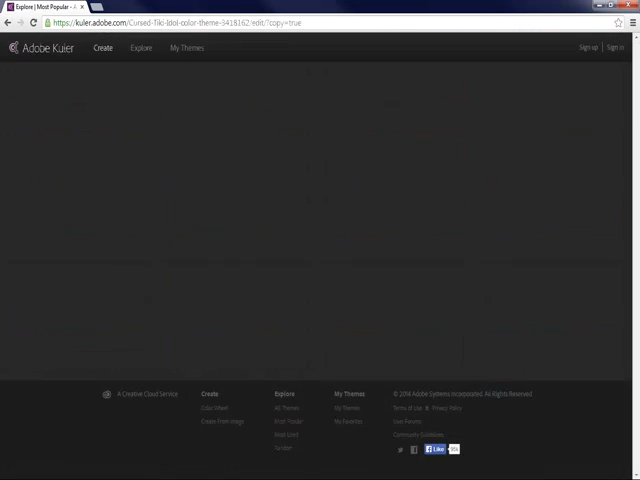 Explore | Most Popular - A
https://kuler.adobe.com/Cursed-Tiki-Idol-color-theme-3418162/edit/?copy=true
Adobe Kuler Create Explore My Themes Sign up | Sign in
A Creative Cloud Service Create Explore My Themes © 2014 Adobe Systems Incorporated. All Rights Reserved.
Color Wheel All Themes My Themes Terms of Use Privacy Policy
Create From Image Most Popular My Favorites User Forums
Most Used Community Guidelines
Random
Like